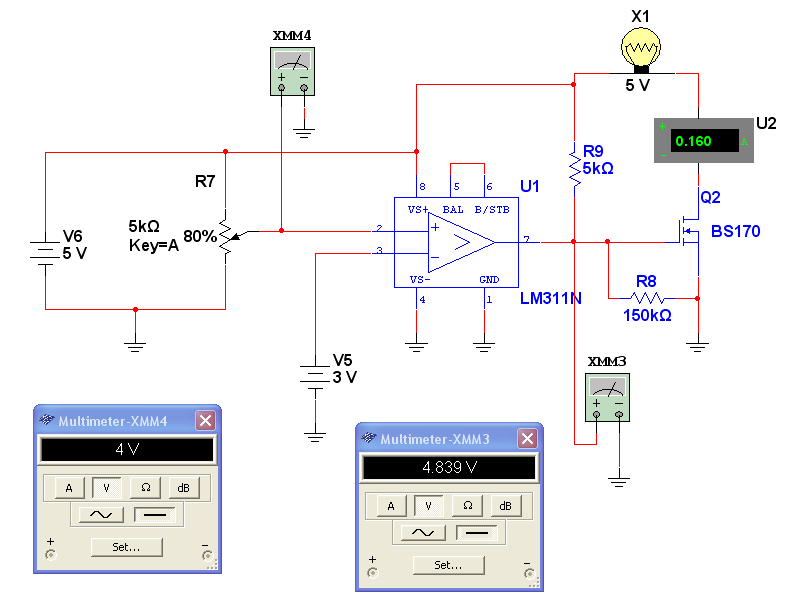 X1
XMM4
5 V
U2
0.160
A
R9
5kΩ
R7
8
5
6
U1
Q2
VS+
BAL
B/STB
V6
5 V
5kΩ
Key=A
80%
2
3
7
BS170
VS-
GND
LM311N
R8
150kΩ
4
1
V5
3 V
XMM3
Multimeter-XMM4
4 V
A
V
Ω
dB
Set...
Multimeter-XMM3
4.839 V
A
V
Ω
dB
Set...